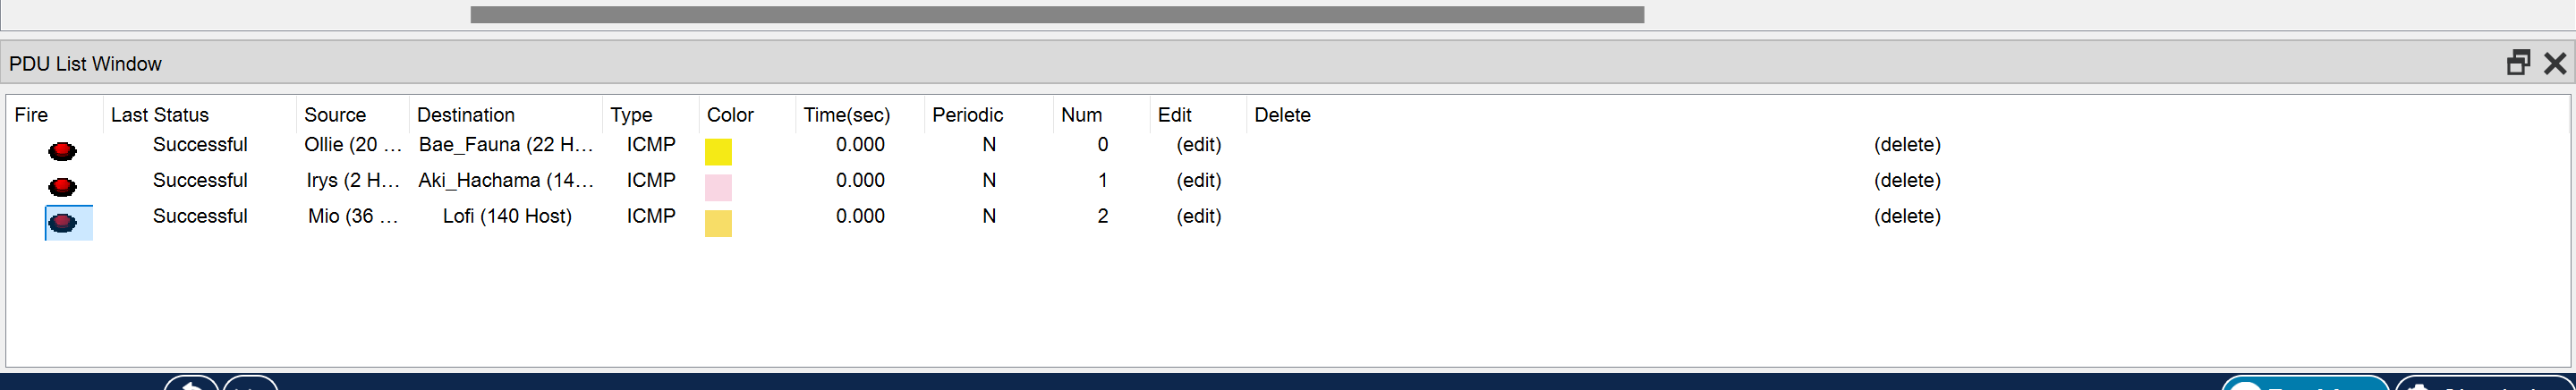 PDU List Window
Fire Last Status Source Destination Type Color Time(sec) Periodic Num Edit Delete
Successful Ollie (20 ... Bae_Fauna (22 H... ICMP 0.000 N 0 (edit) (delete)
Successful Irys (2 H... Aki_Hachama (14... ICMP 0.000 N 1 (edit) (delete)
Successful Mio (36 ... Lofi (140 Host) ICMP 0.000 N 2 (edit) (delete)